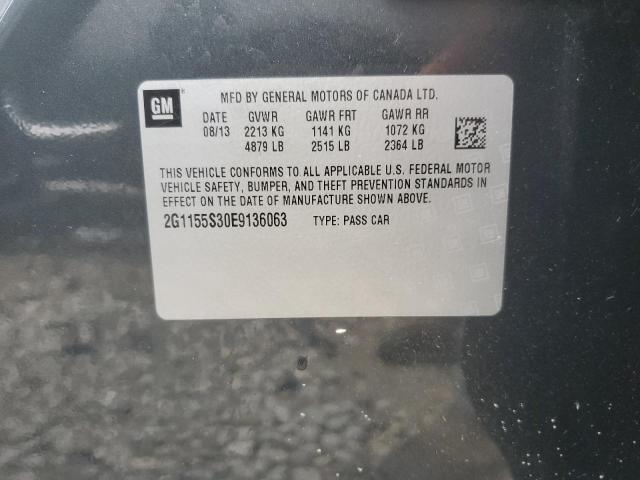 GM
MFD BY GENERAL MOTORS OF CANADA LTD.
DATE GVWR GAWR FRT GAWR RR
08/13 2213 KG 1141 KG 1072 KG
4879 LB 2515 LB 2364 LB
THIS VEHICLE CONFORMS TO ALL APPLICABLE U.S. FEDERAL MOTOR
VEHICLE SAFETY, BUMPER, AND THEFT PREVENTION STANDARDS IN
EFFECT ON THE DATE OF MANUFACTURE SHOWN ABOVE.
2G1155S30E9136063 TYPE: PASS CAR